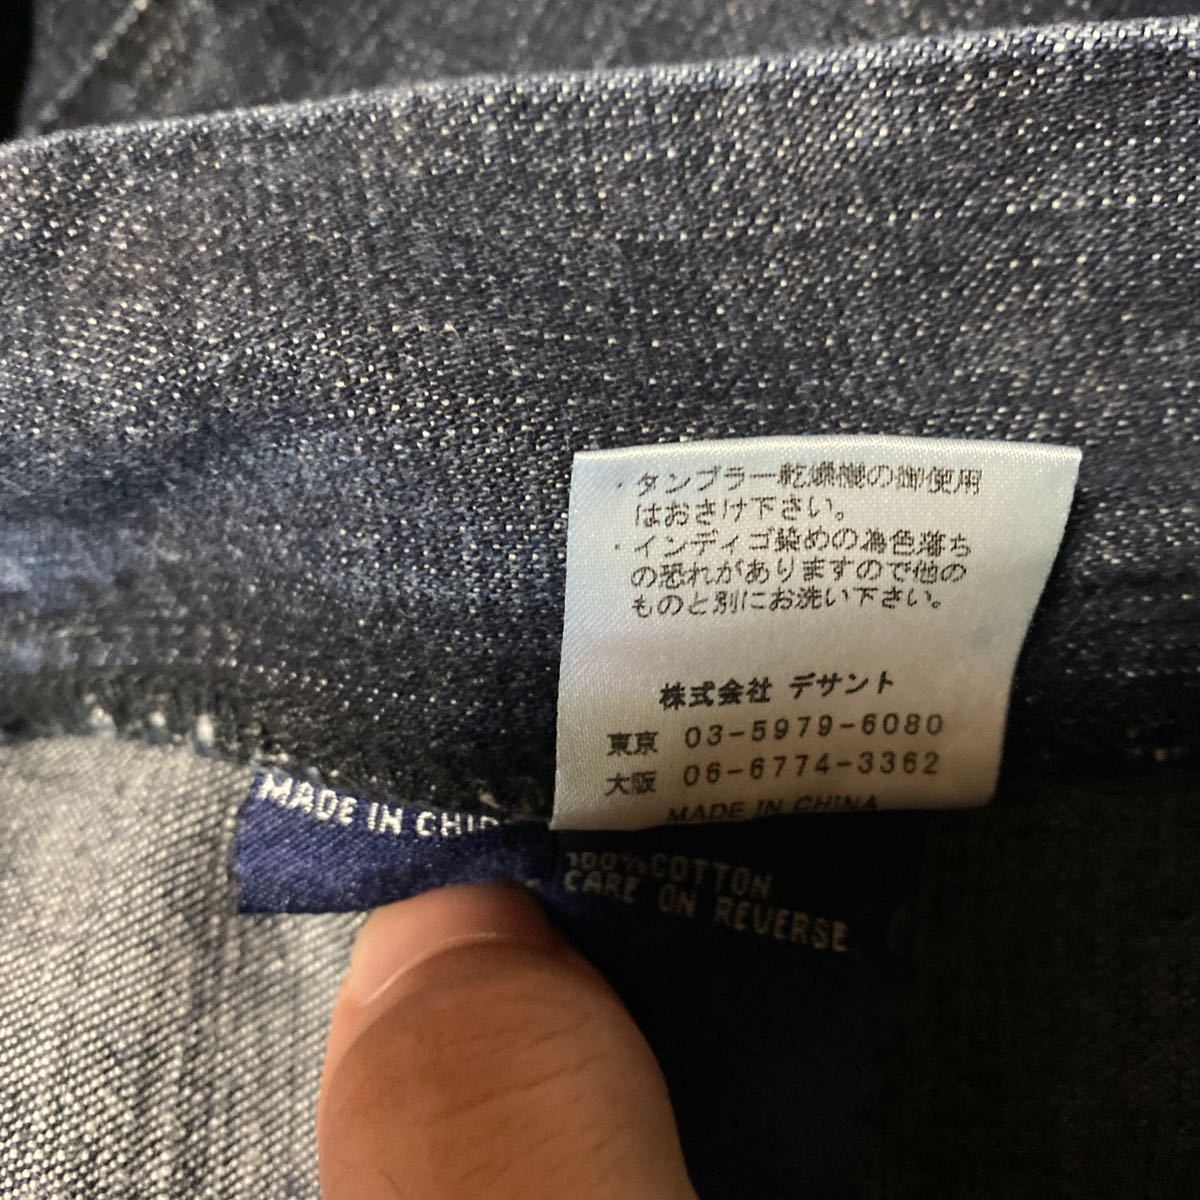 ・タンブラー乾燥機の御使用
はおさけ下さい。
・インディゴ染めの為色落ち
の恐れがありますので他の
ものと別にお洗い下さい。
株式会社 デサント
東京 03-5979-6080
大阪 06-6774-3362
MADE IN CHINA
MADE IN CHIN
100%COTTON
CARE ON REVERSE